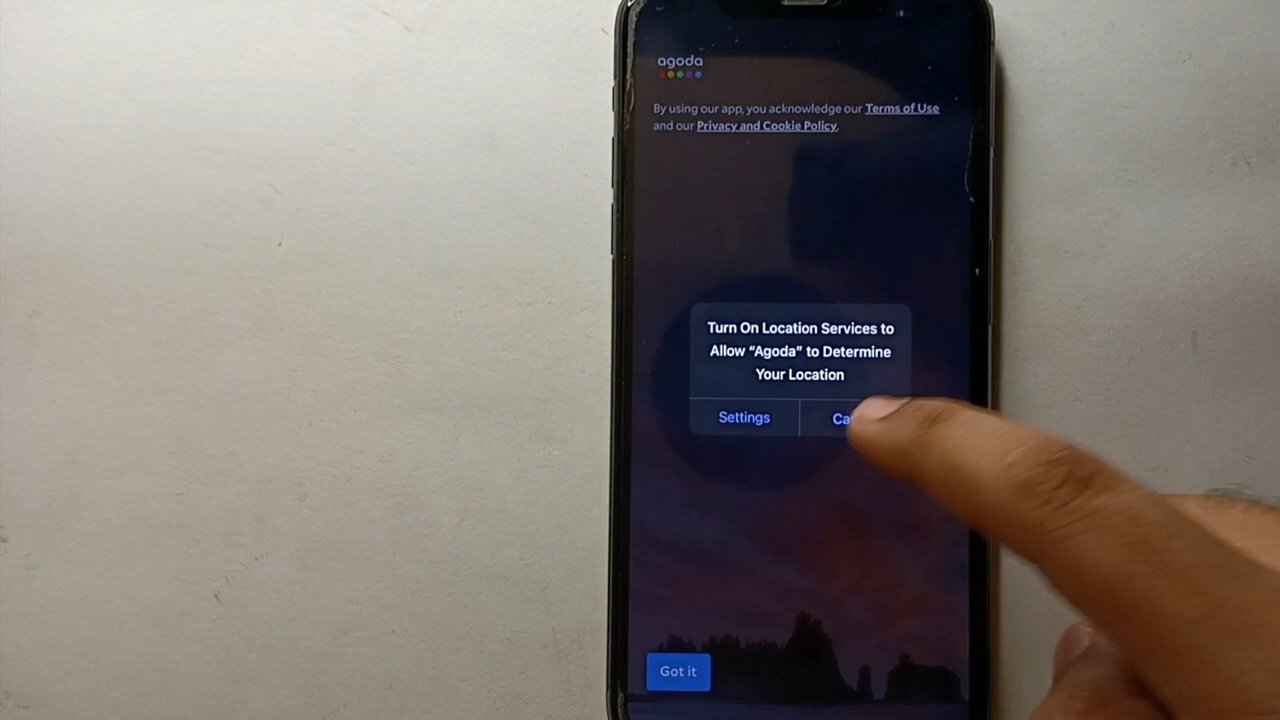 agoda
By using our app, you acknowledge our Terms of Use
and our Privacy and Cookie Policy.
Turn On Location Services to
Allow “Agoda” to Determine
Your Location
Settings
Got it